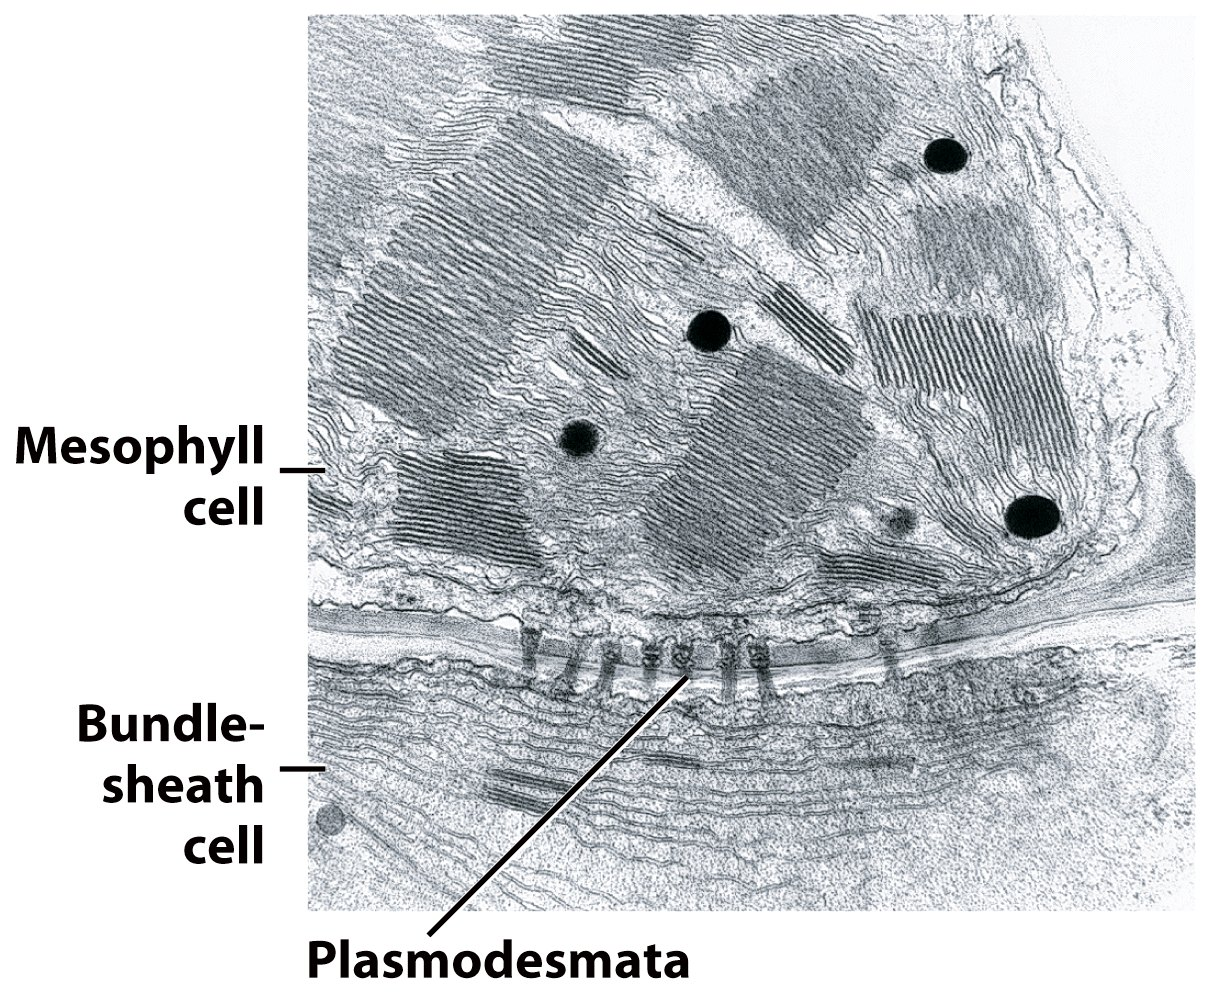 Mesophyll
cell
Bundle-
sheath
cell
Plasmodesmata